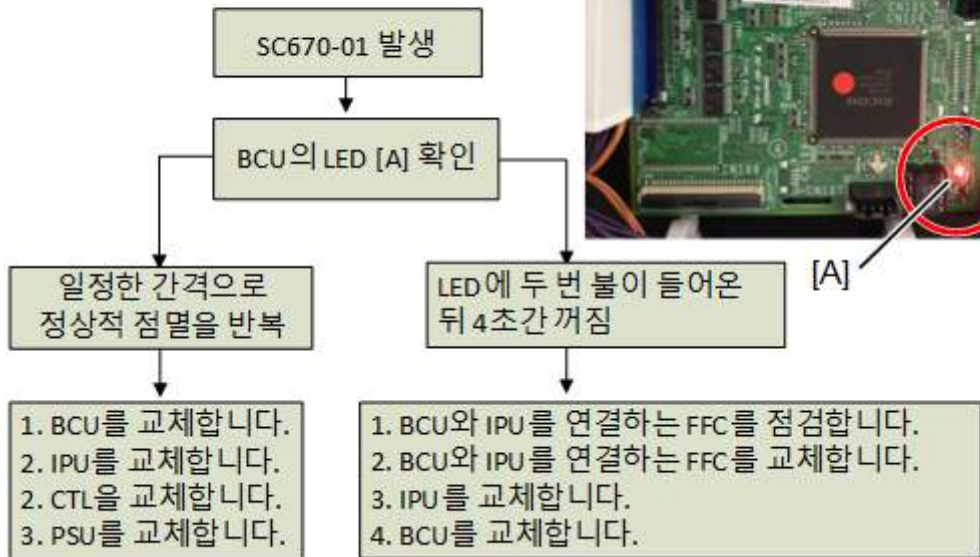 SC670-01 발생
BCU의 LED [A] 확인
[A]
일정한 간격으로
정상적 점멸을 반복
LED에 두 번 불이 들어온
뒤 4초간 꺼짐
1. BCU를 교체합니다.
2. IPU를 교체합니다.
2. CTL을 교체합니다.
3. PSU를 교체합니다.
1. BCU와 IPU를 연결하는 FFC를 점검합니다.
2. BCU와 IPU를 연결하는 FFC를 교체합니다.
3. IPU를 교체합니다.
4. BCU를 교체합니다.